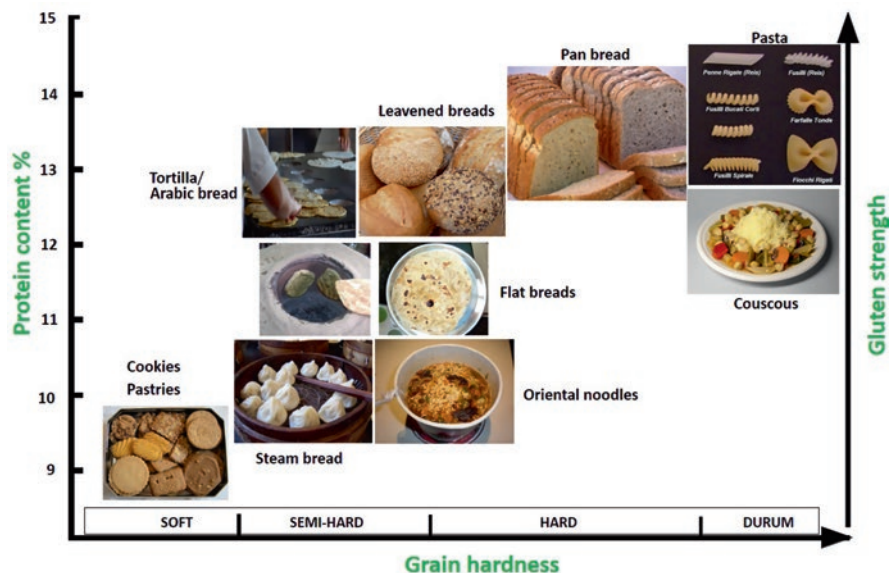 15
14
13
12
11
10
9
Protein content %
Gluten strength
Pasta
Penne Rigate (Reis)
Fusilli (Reis)
Fusilli Bucati Corti
Farfalle Tonde
Fusilli Spirale
Fiocchi Rigati
Pan bread
Leavened breads
Tortilla/
Arabic bread
Flat breads
Couscous
Cookies
Pastries
Oriental noodles
Steam bread
SOFT
SEMI-HARD
HARD
DURUM
Grain hardness